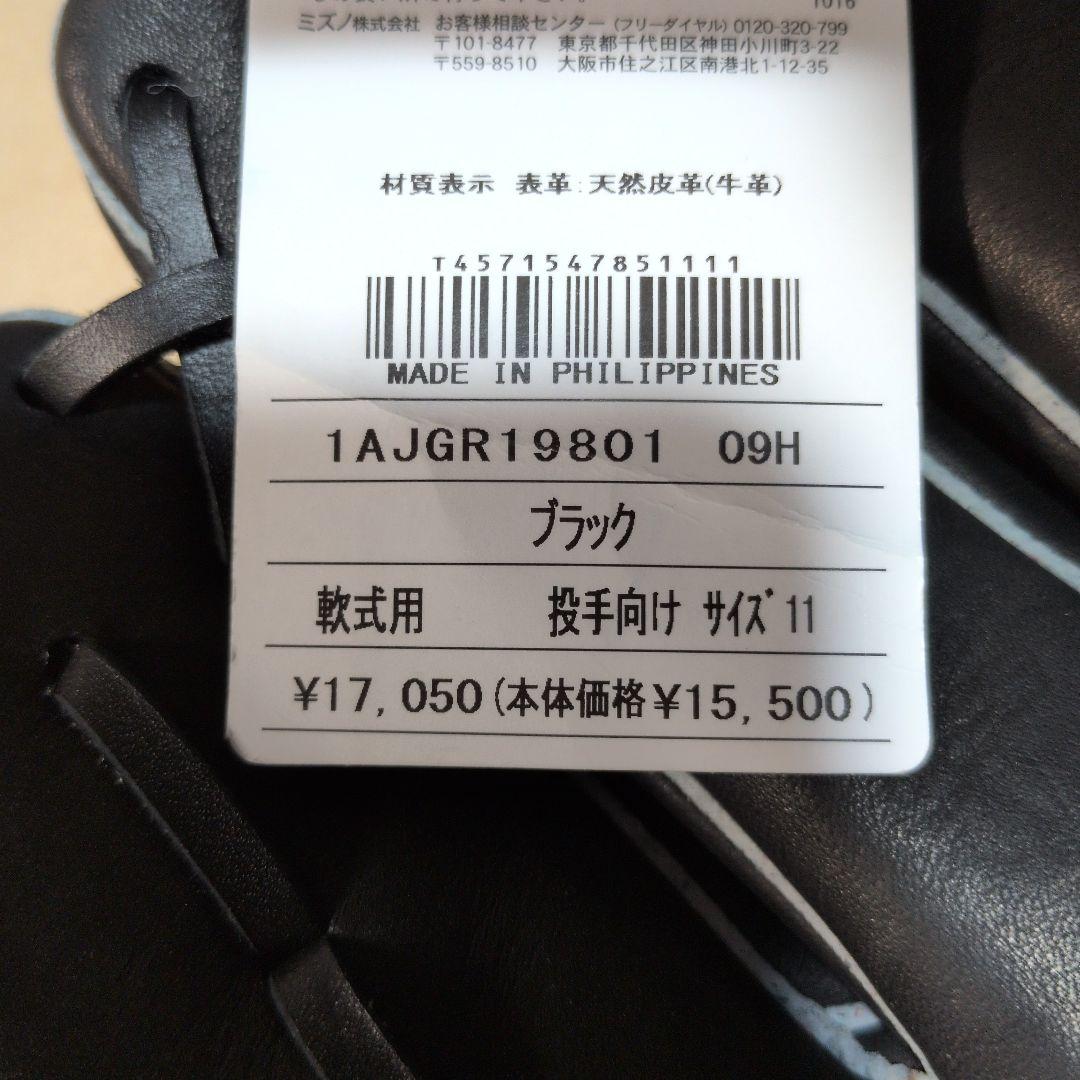 1016
ミズノ株式会社 お客様相談センター (フリーダイヤル) 0120-320-799
〒101-8477 東京都千代田区神田小川町3-22
〒559-8510 大阪市住之江区南港北1-12-35
材質表示 表革:天然皮革(牛革)
T4571547851111
MADE IN PHILIPPINES
1AJGR19801 09H
ブラック
軟式用 投手向け サイズ11
¥17,050(本体価格¥15,500)